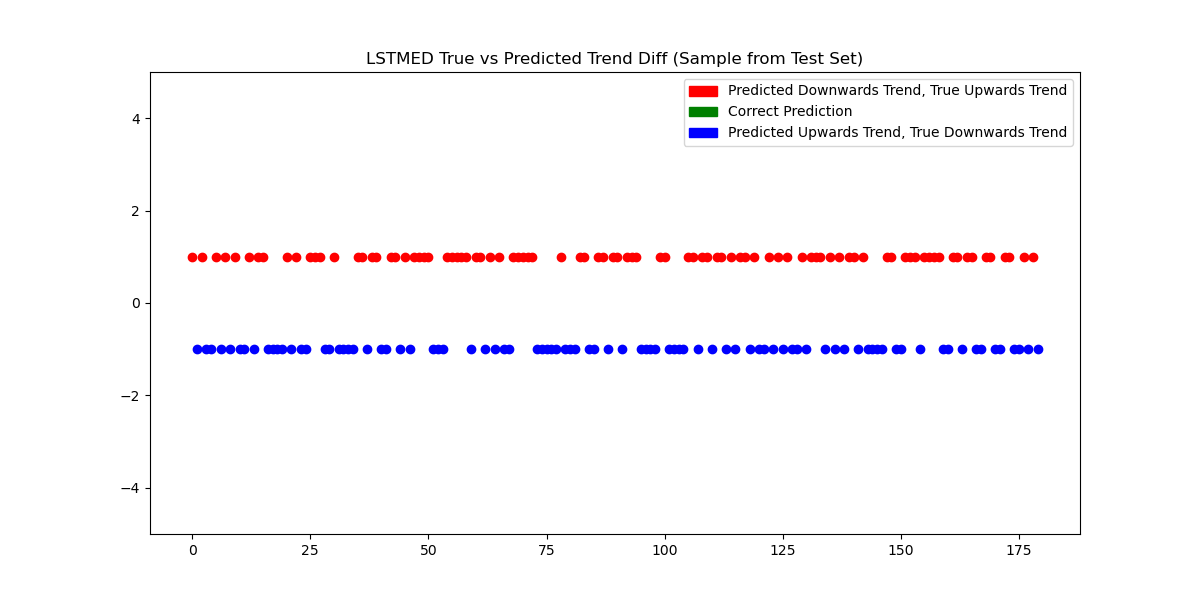 LSTMED True vs Predicted Trend Diff (Sample from Test Set)
Predicted Downwards Trend, True Upwards Trend
Correct Prediction
Predicted Upwards Trend, True Downwards Trend
4
2
0
−2
−4
0 25 50 75 100 125 150 175